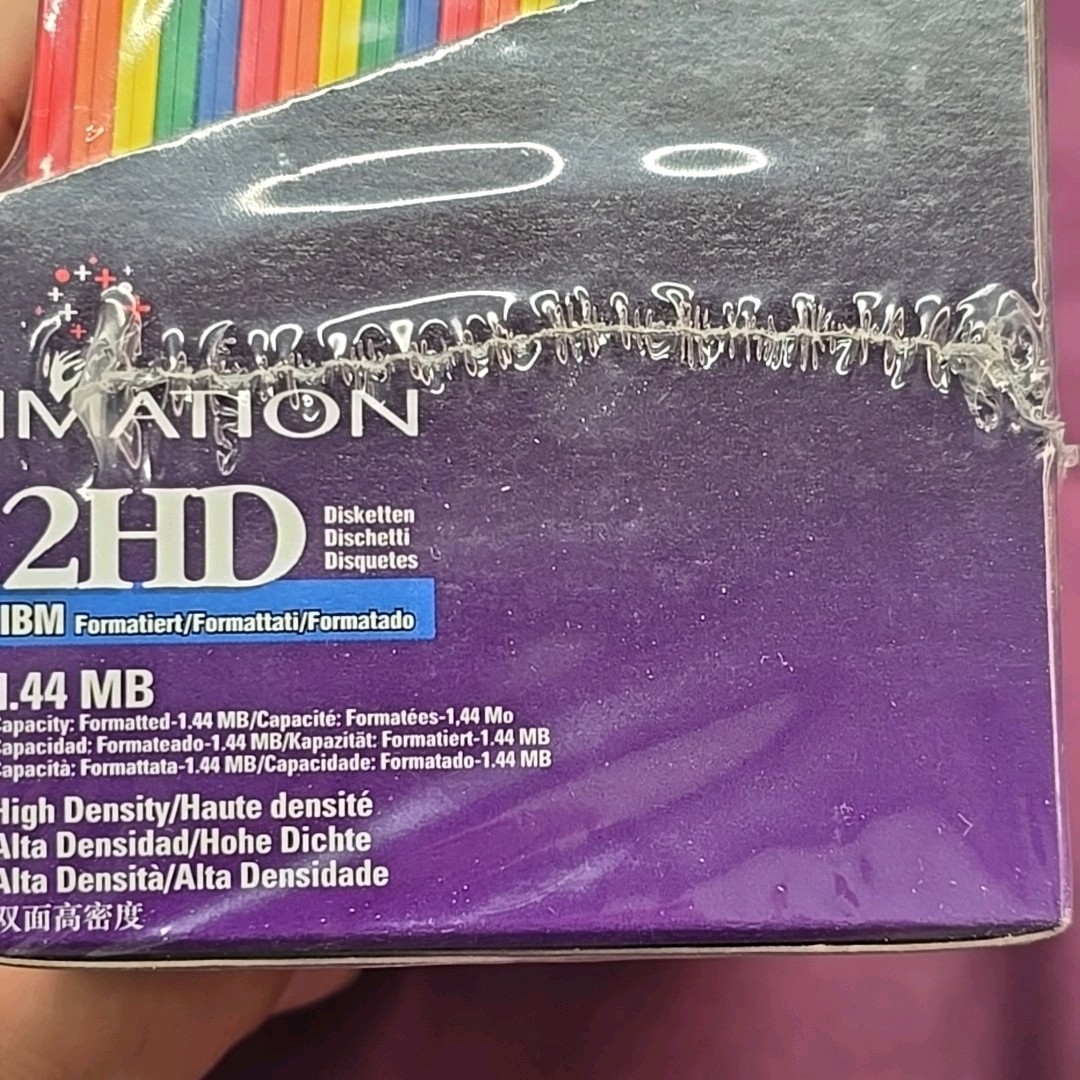 IMATION
2HD
Disketten
Dischetti
Disquetes
IBM Formatiert/Formattati/Formatado
1.44 MB
Capacity: Formatted-1.44 MB/Capacité: Formatées-1,44 Mo
Capacidad: Formateado-1.44 MB/Kapazität: Formatiert-1.44 MB
Capacità: Formattata-1.44 MB/Capacidade: Formatado-1.44 MB
High Density/Haute densité
Alta Densidad/Hohe Dichte
Alta Densità/Alta Densidade
双面高密度